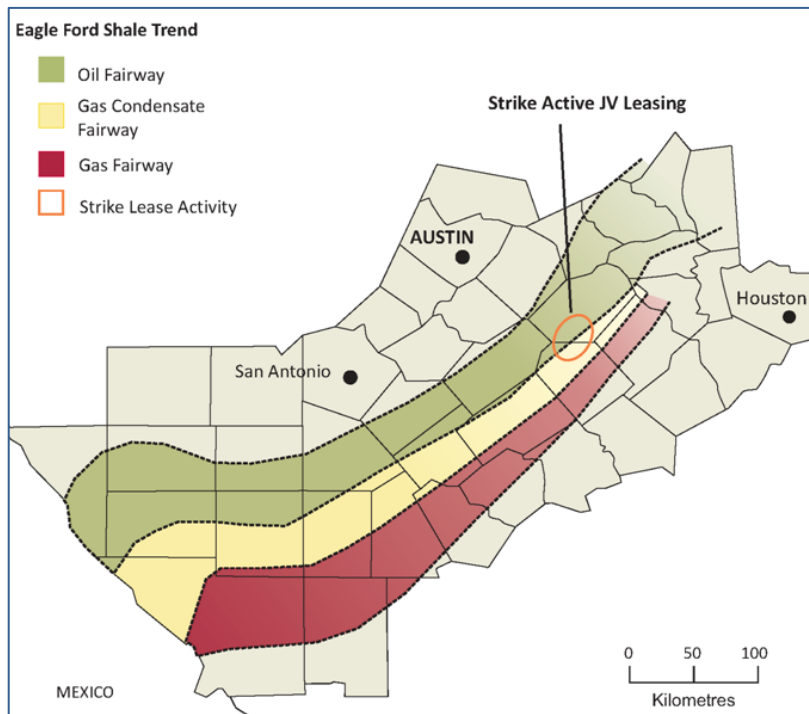 Eagle Ford Shale Trend
Oil Fairway
Gas Condensate
Fairway
Gas Fairway
Strike Lease Activity
Strike Active JV Leasing
AUSTIN
Houston
San Antonio
MEXICO
0 50 100
Kilometres